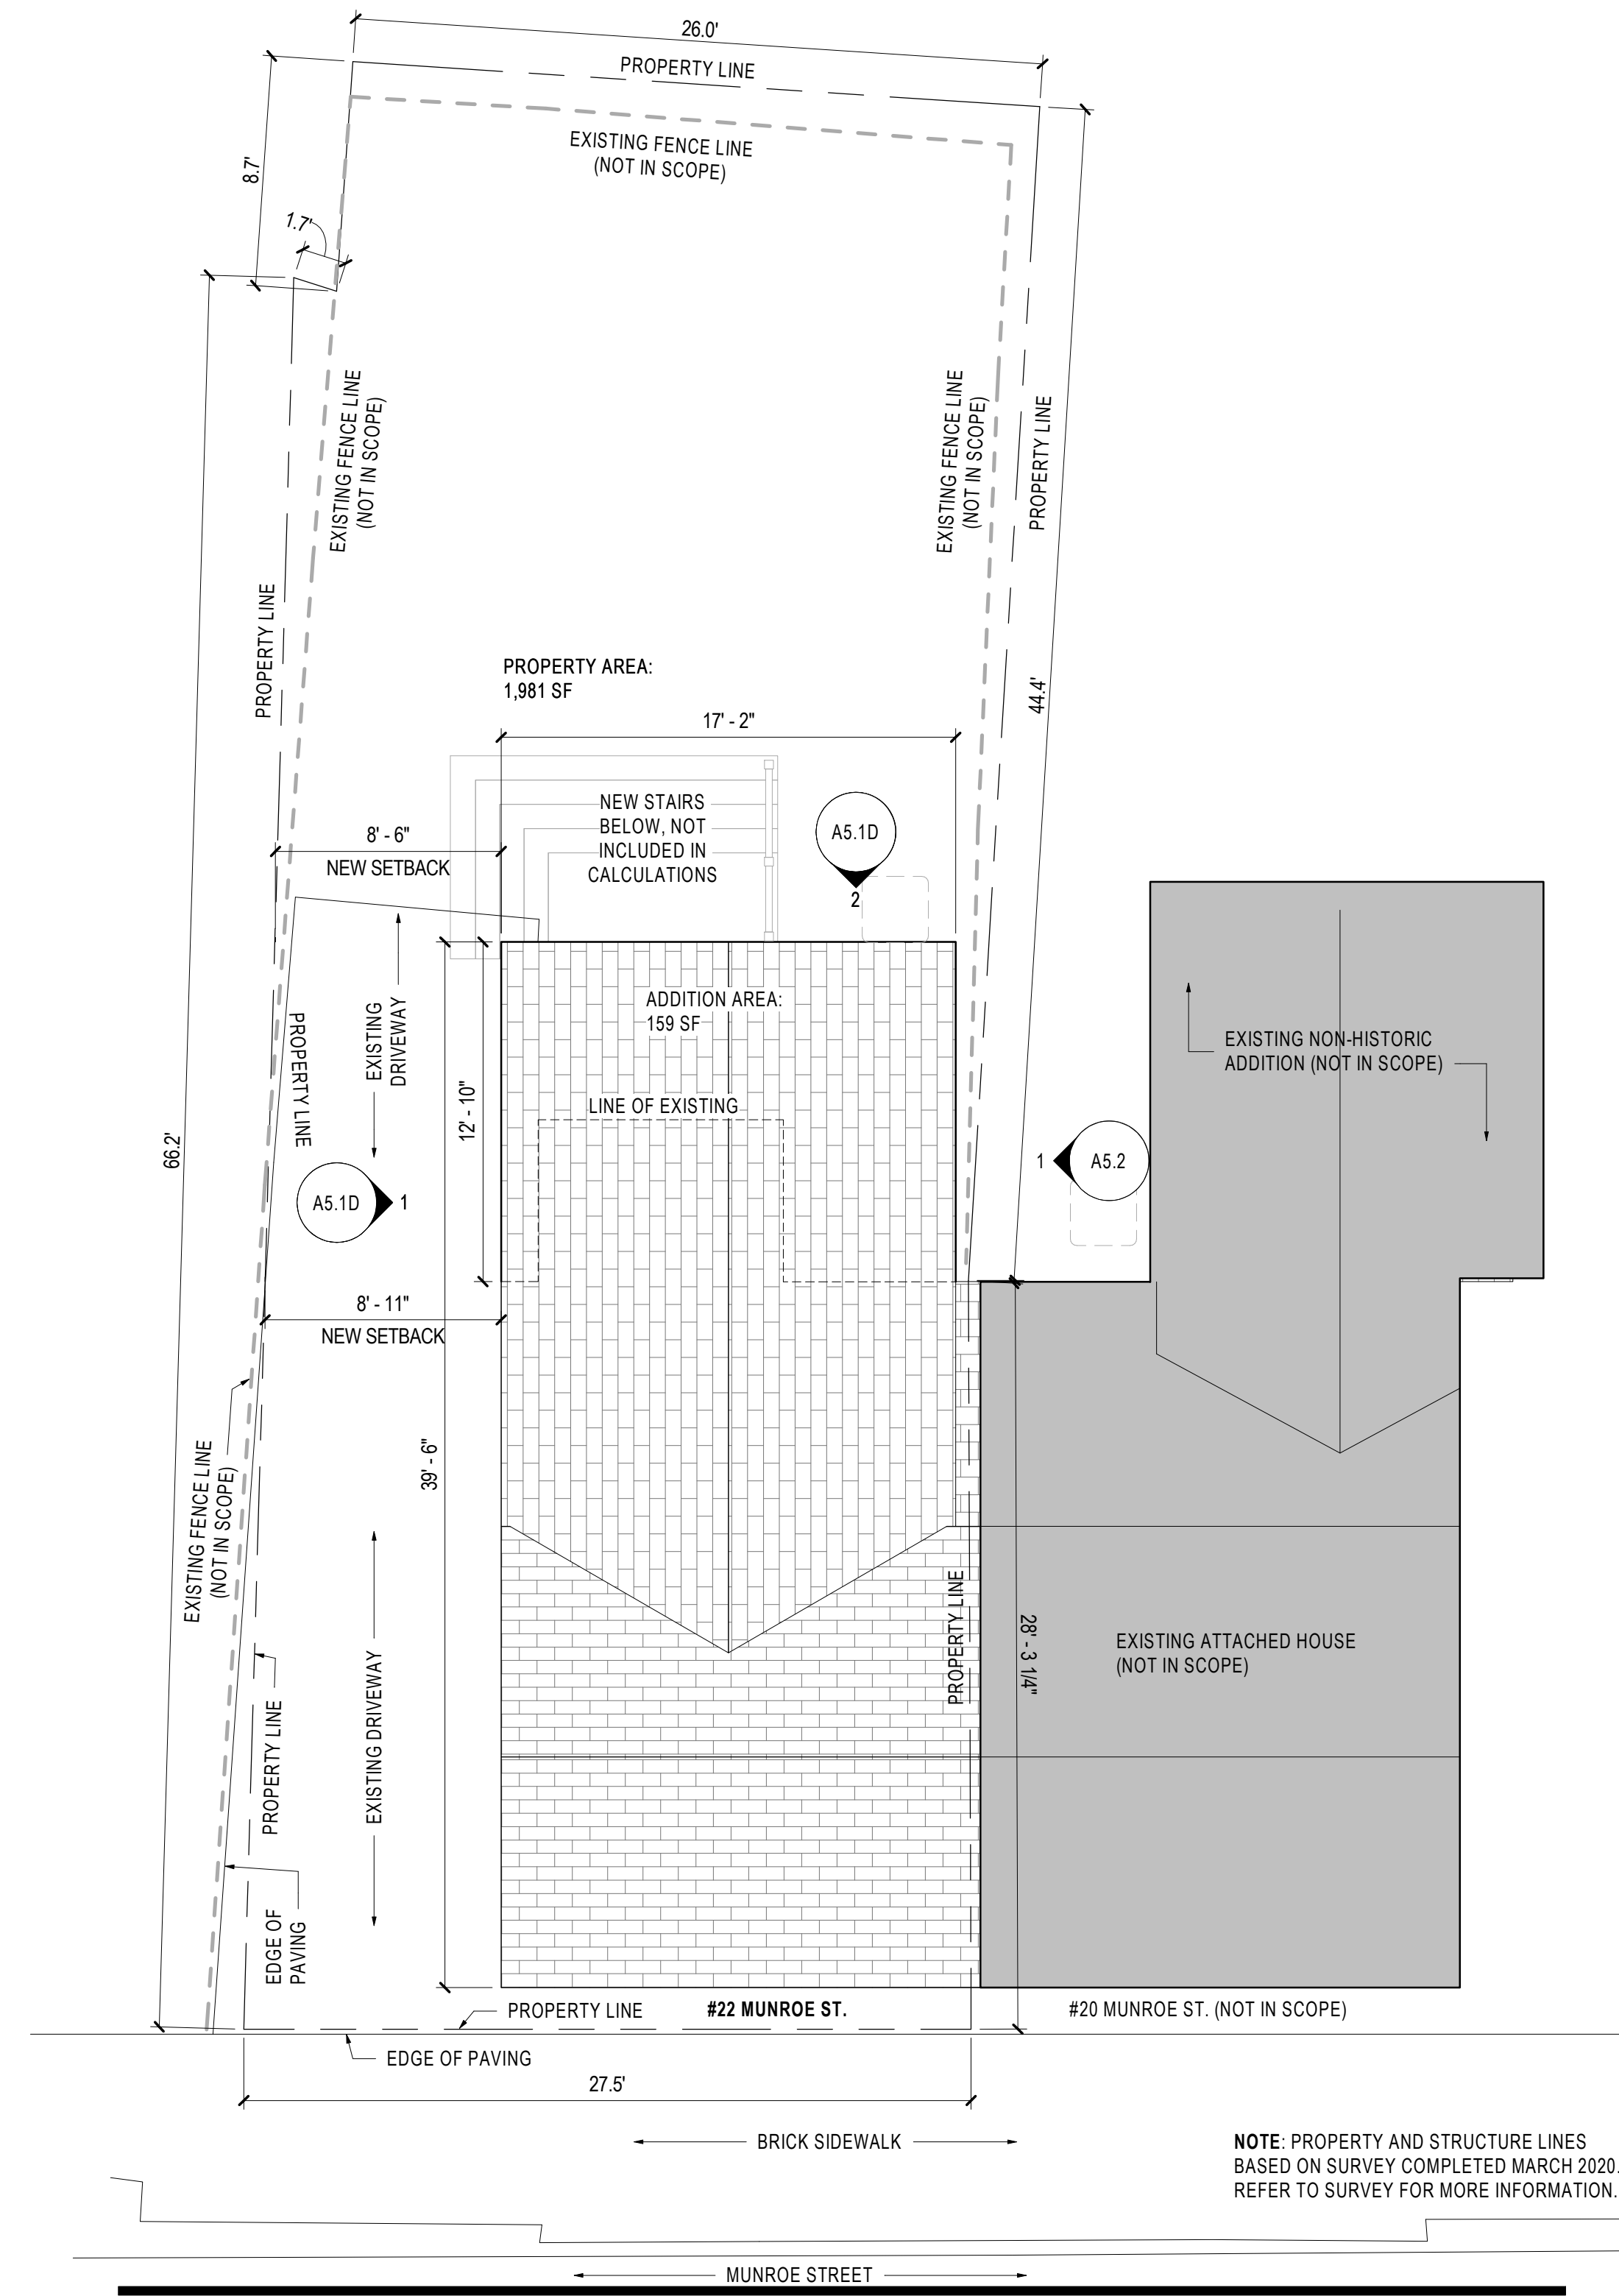 26.0'
PROPERTY LINE
EXISTING FENCE LINE
(NOT IN SCOPE)
8.7'
1.7'
EXISTING FENCE LINE
(NOT IN SCOPE)
EXISTING FENCE LINE
(NOT IN SCOPE)
PROPERTY LINE
PROPERTY LINE
44.4'
PROPERTY AREA:
1,981 SF
17' - 2"
NEW STAIRS
BELOW, NOT
INCLUDED IN
CALCULATIONS
A5.1D
2
8' - 6"
NEW SETBACK
EXISTING
DRIVEWAY
PROPERTY LINE
ADDITION AREA:
159 SF
EXISTING NON-HISTORIC
ADDITION (NOT IN SCOPE)
12' - 10"
LINE OF EXISTING
66.2'
A5.1D
1
1
A5.2
8' - 11"
NEW SETBACK
39' - 6"
EXISTING FENCE LINE
(NOT IN SCOPE)
PROPERTY LINE
EXISTING DRIVEWAY
PROPERTY LINE
28' - 3 1/4"
EXISTING ATTACHED HOUSE
(NOT IN SCOPE)
EDGE OF
PAVING
PROPERTY LINE
#22 MUNROE ST.
#20 MUNROE ST. (NOT IN SCOPE)
EDGE OF PAVING
27.5'
BRICK SIDEWALK
NOTE: PROPERTY AND STRUCTURE LINES
BASED ON SURVEY COMPLETED MARCH 2020.
REFER TO SURVEY FOR MORE INFORMATION.
MUNROE STREET